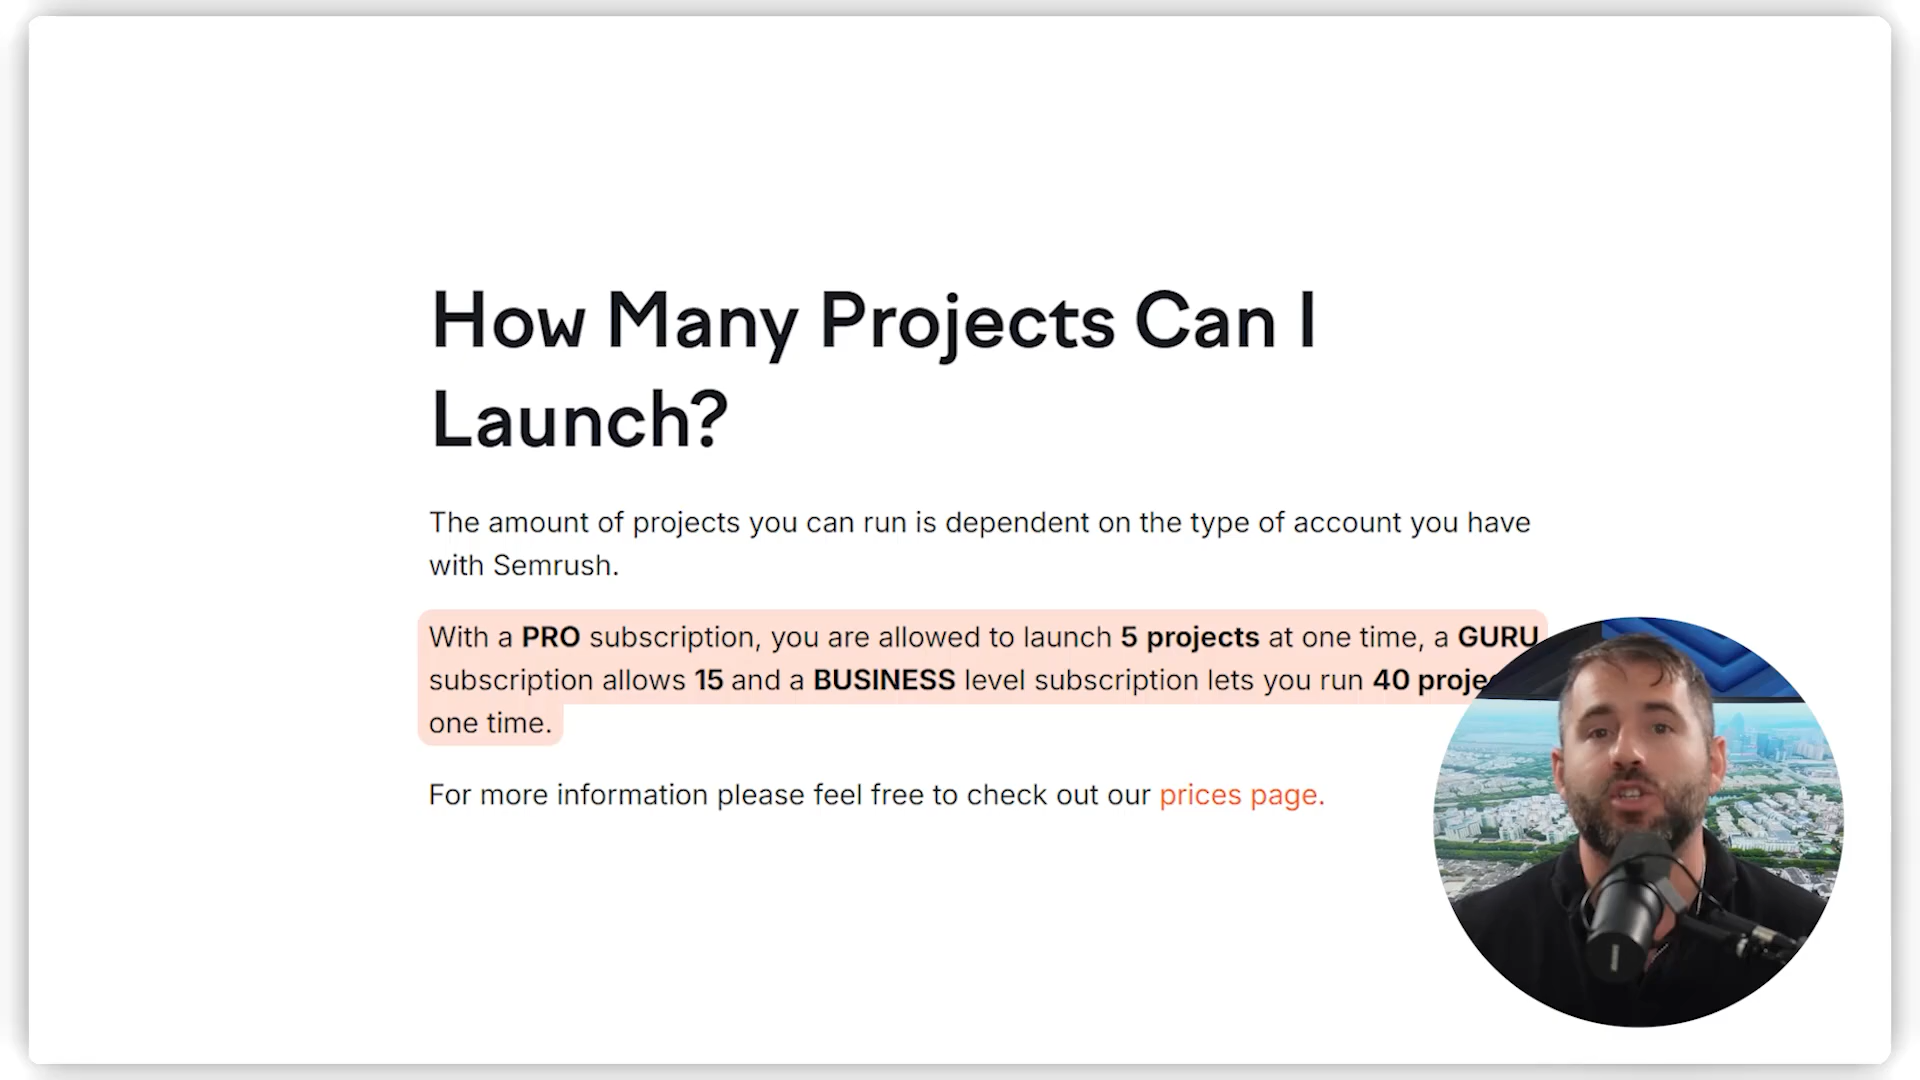 How Many Projects Can I
Launch?
The amount of projects you can run is dependent on the type of account you have
with Semrush.
With a PRO subscription, you are allowed to launch 5 projects at one time, a GURU
subscription allows 15 and a BUSINESS level subscription lets you run 40
one time.
For more information please feel free to check out our prices page.